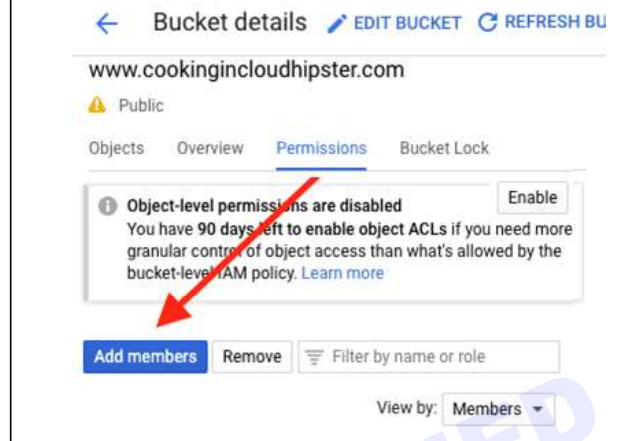 Bucket details EDIT BUCKET REFRESH BU
www.cookingincloudhipster.com
Public
Objects Overview Permissions Bucket Lock
Object-level permissions are disabled Enable
You have 90 days left to enable object ACLs if you need more
granular control of object access than what's allowed by the
bucket-level IAM policy. Learn more
Add members Remove Filter by name or role
View by: Members